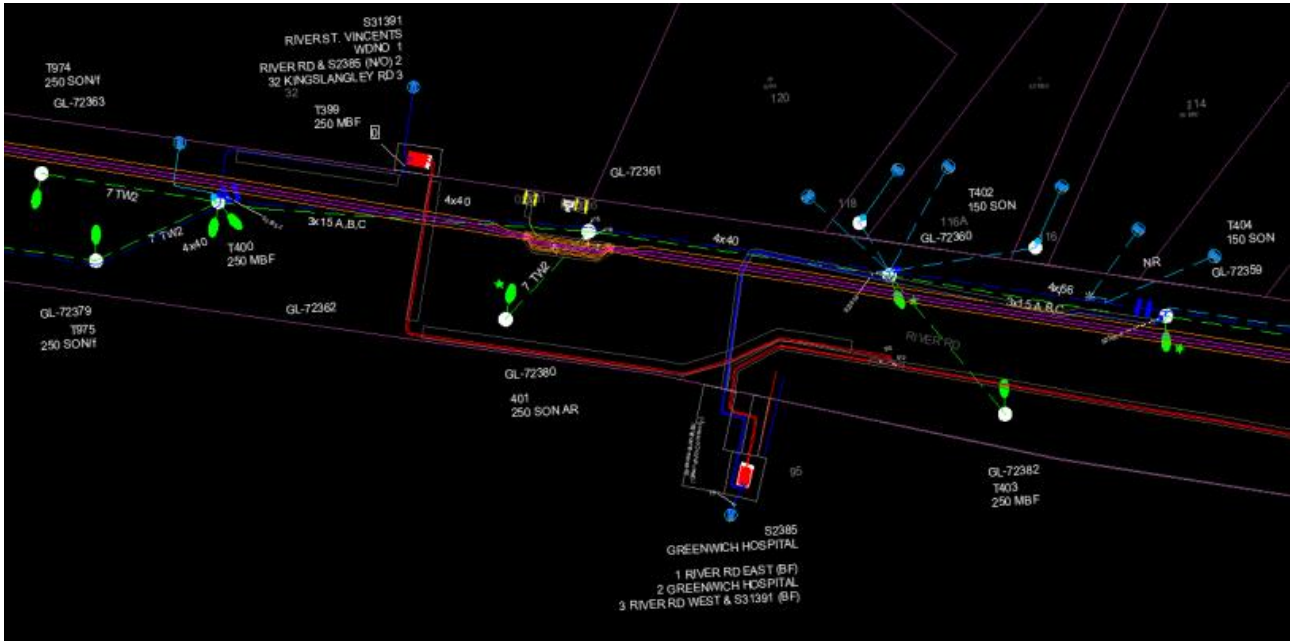 S31391
RIVER ST. VINCENTS
WDNO 1
RIVER RD & S2385 (N/O) 2
32 KINGSLANGLEY RD 3
32
T974
250 SON/f
GL-72363
T399
250 MBF
D
120
114
GL-72361
7 TW2
4x40
3x15 A,B,C
4x40
118
T402
150 SON
116A
GL-72360
16
T404
150 SON
NR
GL-72359
7 TW2
4x40
T400
250 MBF
7 TW2
4x66
3x15 A,B,C
RIVER RD
GL-72379
T975
250 SON/f
GL-72362
GL-72380
401
250 SON AR
95
GL-72382
T403
250 MBF
S2385
GREENWICH HOSPITAL
1 RIVER RD EAST (BF)
2 GREENWICH HOSPITAL
3 RIVER RD WEST & S31391 (BF)